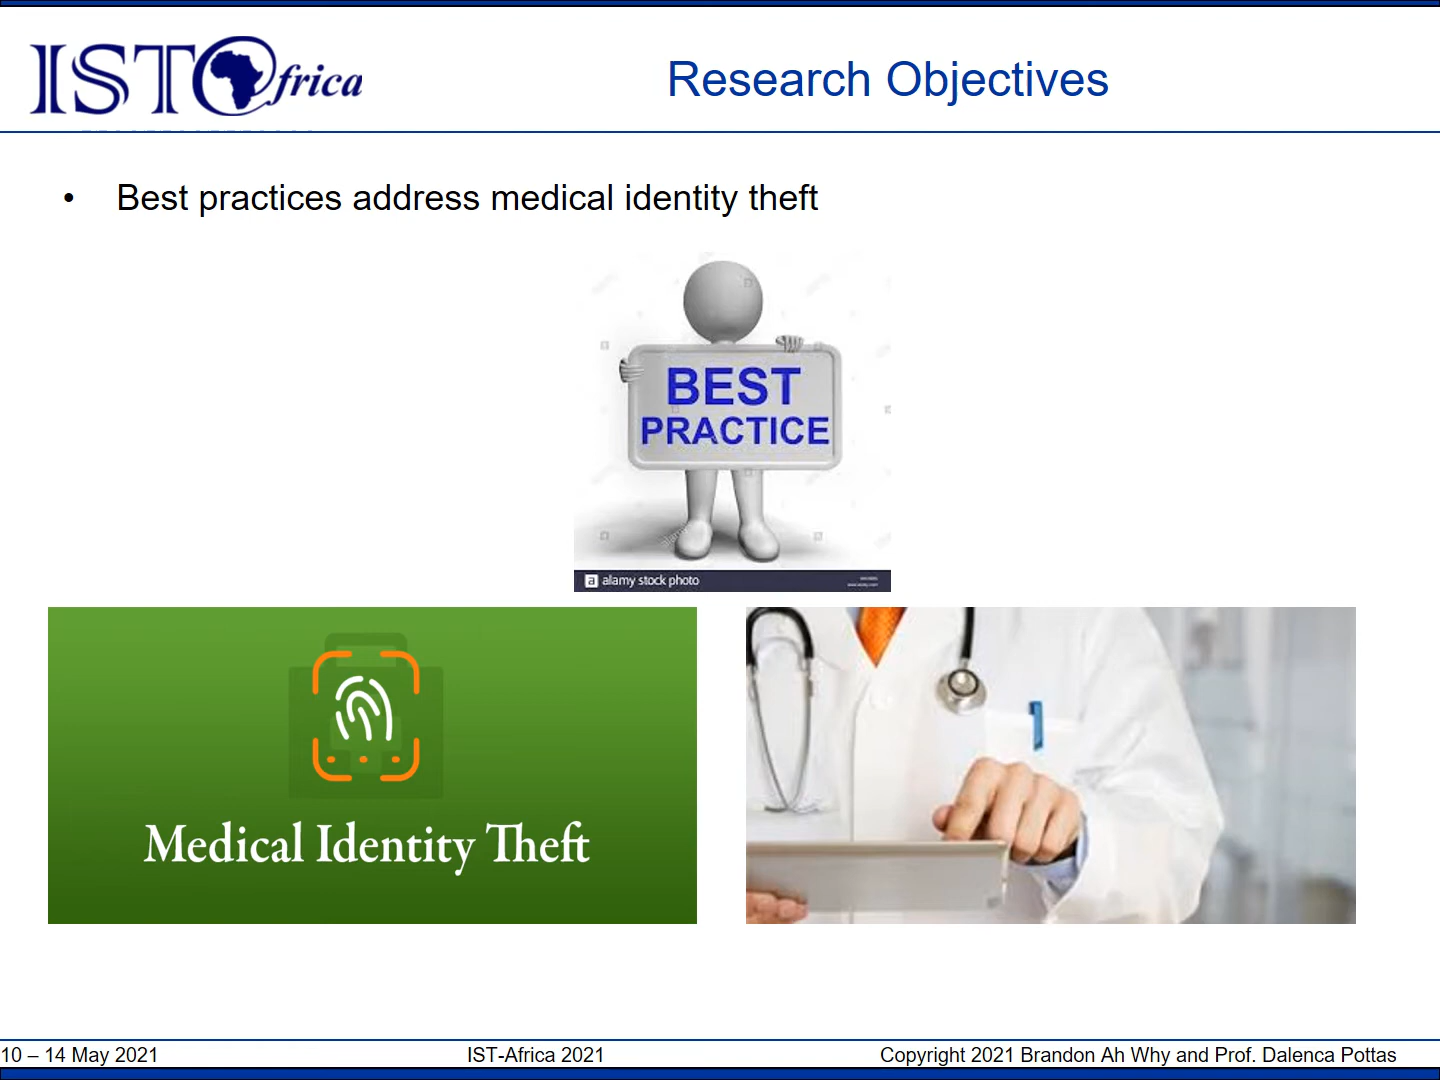 IST Africa
Research Objectives
• Best practices address medical identity theft
BEST
PRACTICE
a alamy stock photo
Medical Identity Theft
10 – 14 May 2021
IST-Africa 2021
Copyright 2021 Brandon Ah Why and Prof. Dalenca Pottas